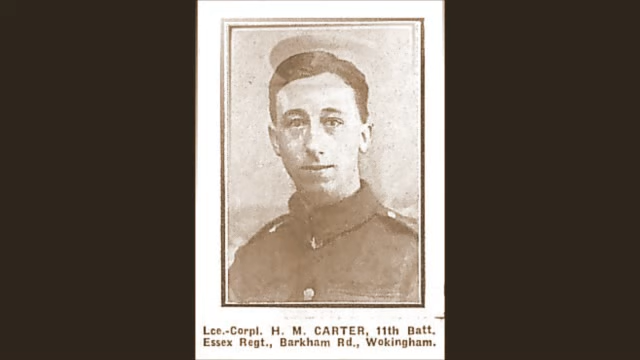 Lce.-Corpl. H. M. CARTER, 11th Batt.
Essex Regt., Barkham Rd., Wokingham.